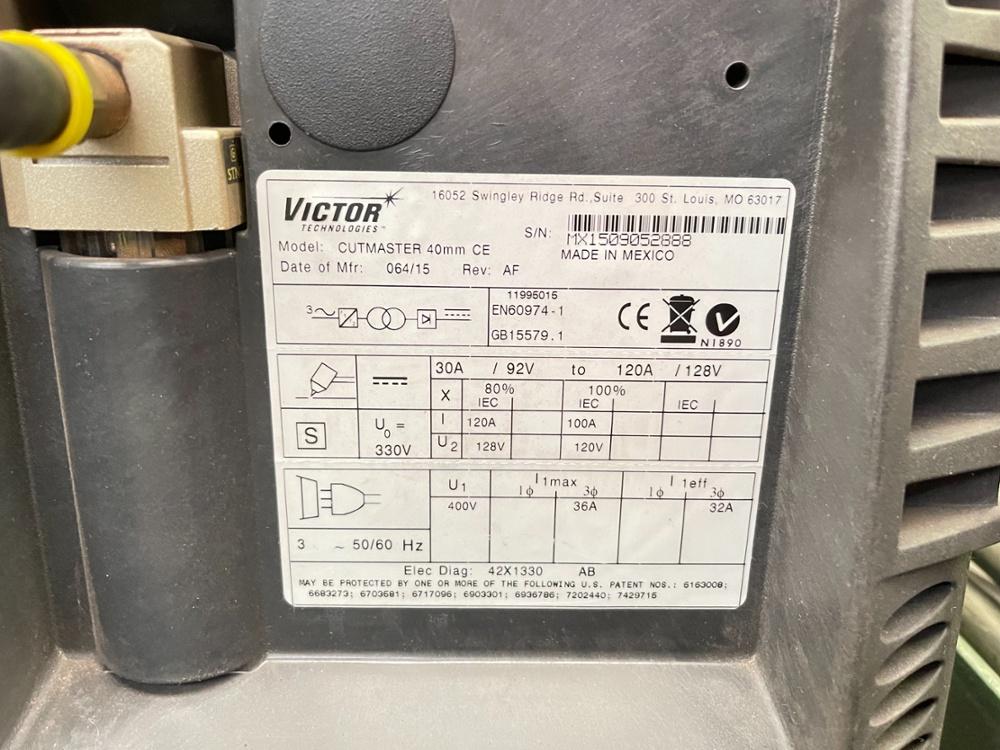 VICTOR
TECHNOLOGIES™
16052 Swingley Ridge Rd.,Suite 300 St. Louis, MO 63017
S/N: MX1509052888
MADE IN MEXICO
Model: CUTMASTER 40mm CE
Date of Mfr: 064/15 Rev: AF
3~
11995015
EN60974-1
GB15579.1
CE
N1890
30A / 92V to 120A / 128V
X 80% 100%
IEC IEC IEC
S
U0 =
330V
I 120A 100A
U2 128V 120V
U1 I1max I1eff
1ϕ 3ϕ 1ϕ 3ϕ
400V 36A 32A
3 ~ 50/60 Hz
Elec Diag: 42X1330 AB
MAY BE PROTECTED BY ONE OR MORE OF THE FOLLOWING U.S. PATENT NOS.: 6163008;
6683273; 6703581; 6717096; 6903301; 6936786; 7202440; 7429715